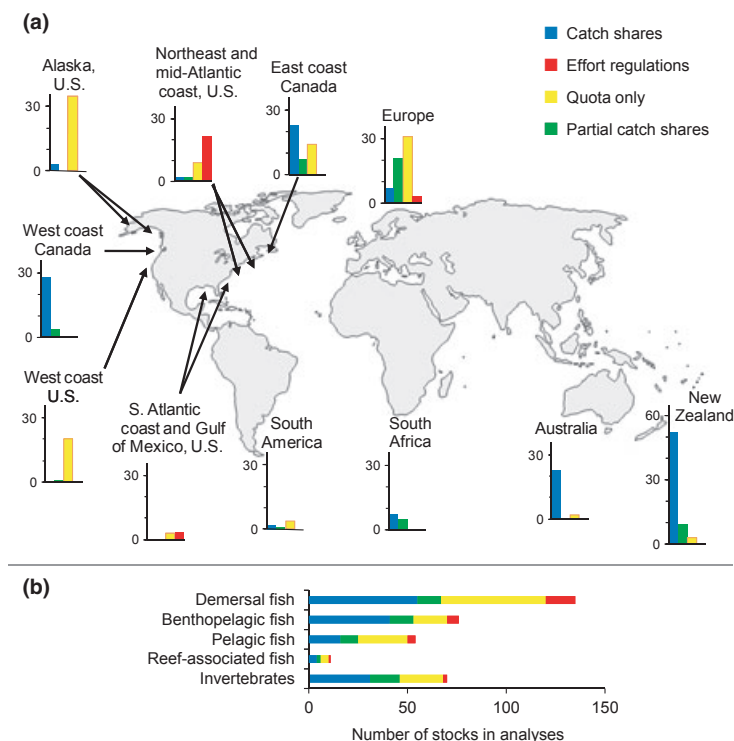 (a)
Catch shares
Effort regulations
Quota only
Partial catch shares
Alaska,
U.S.
30
0
Northeast and
mid-Atlantic
coast, U.S.
30
0
East coast
Canada
30
0
Europe
30
0
West coast
Canada
30
0
West coast
U.S.
30
0
S. Atlantic
coast and Gulf
of Mexico, U.S.
30
0
South
America
30
0
South
Africa
30
0
Australia
30
0
New
Zealand
60
30
0
(b)
Demersal fish
Benthopelagic fish
Pelagic fish
Reef-associated fish
Invertebrates
0 50 100 150
Number of stocks in analyses